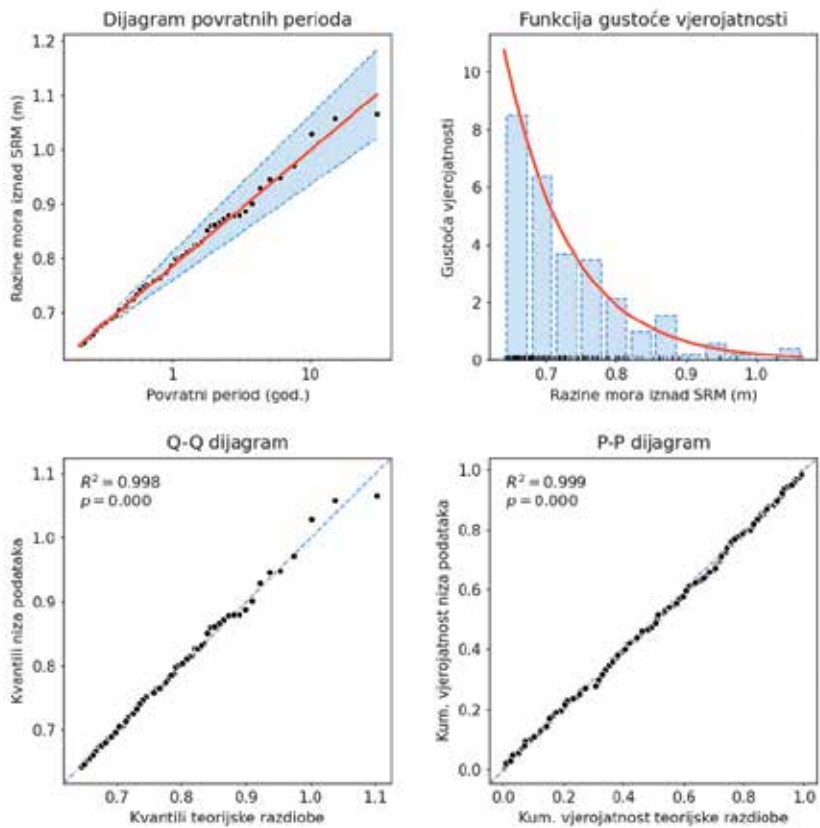 Dijagram povratnih perioda
Razine mora iznad SRM (m)
1.2
1.1
1.0
0.9
0.8
0.7
1
10
Povratni period (god.)
Funkcija gustoće vjerojatnosti
Gustoća vjerojatnosti
10
8
6
4
2
0
0.7
0.8
0.9
1.0
Razine mora iznad SRM (m)
Q-Q dijagram
R² = 0.998
p = 0.000
Kvantili niza podataka
1.1
1.0
0.9
0.8
0.7
0.7
0.8
0.9
1.0
1.1
Kvantili teorijske razdiobe
P-P dijagram
R² = 0.999
p = 0.000
Kum. vjerojatnost niza podataka
1.0
0.8
0.6
0.4
0.2
0.0
0.0
0.2
0.4
0.6
0.8
1.0
Kum. vjerojatnost teorijske razdiobe